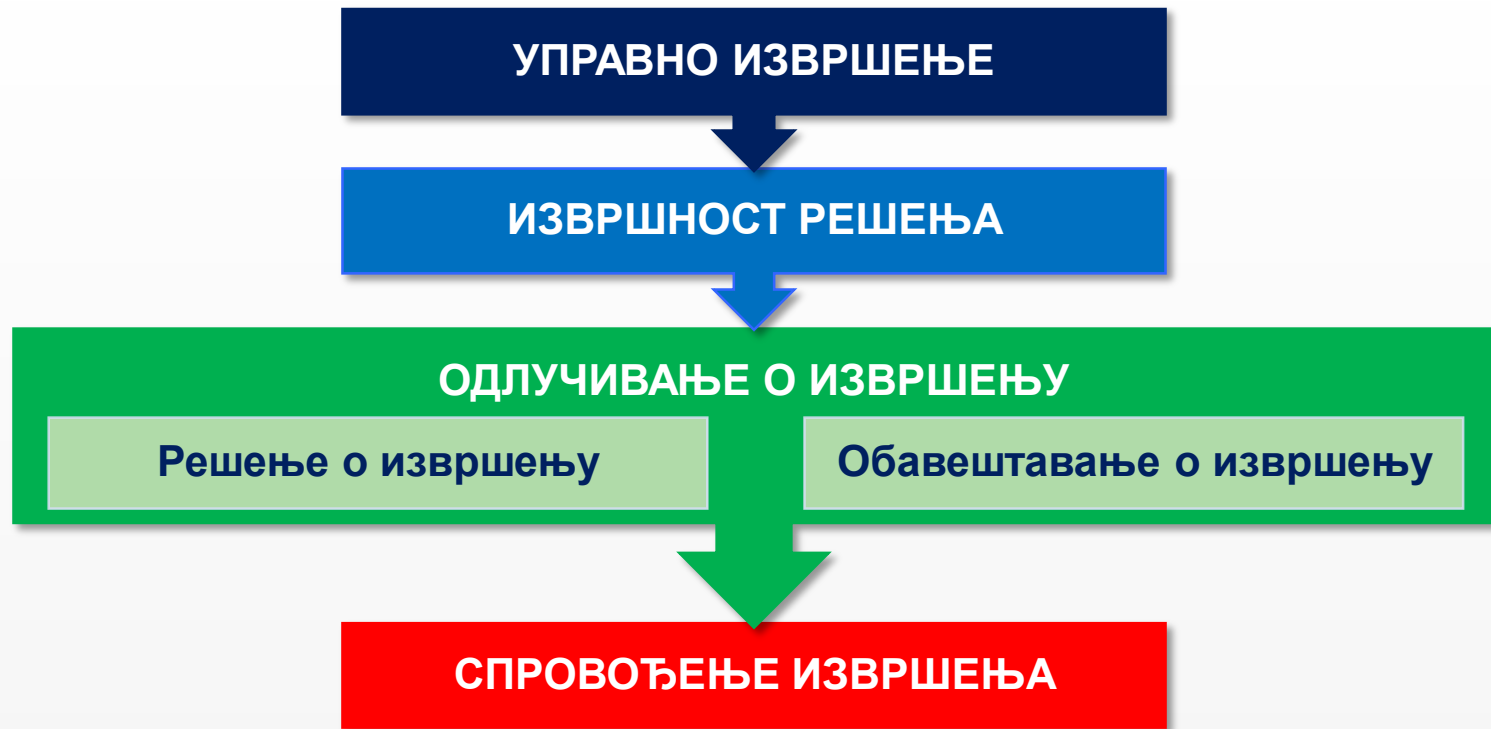 УПРАВНО ИЗВРШЕЊЕ
ИЗВРШНОСТ РЕШЕЊА
ОДЛУЧИВАЊЕ О ИЗВРШЕЊУ
Решење о извршењу
Обавештавање о извршењу
СПРОВОЂЕЊЕ ИЗВРШЕЊА